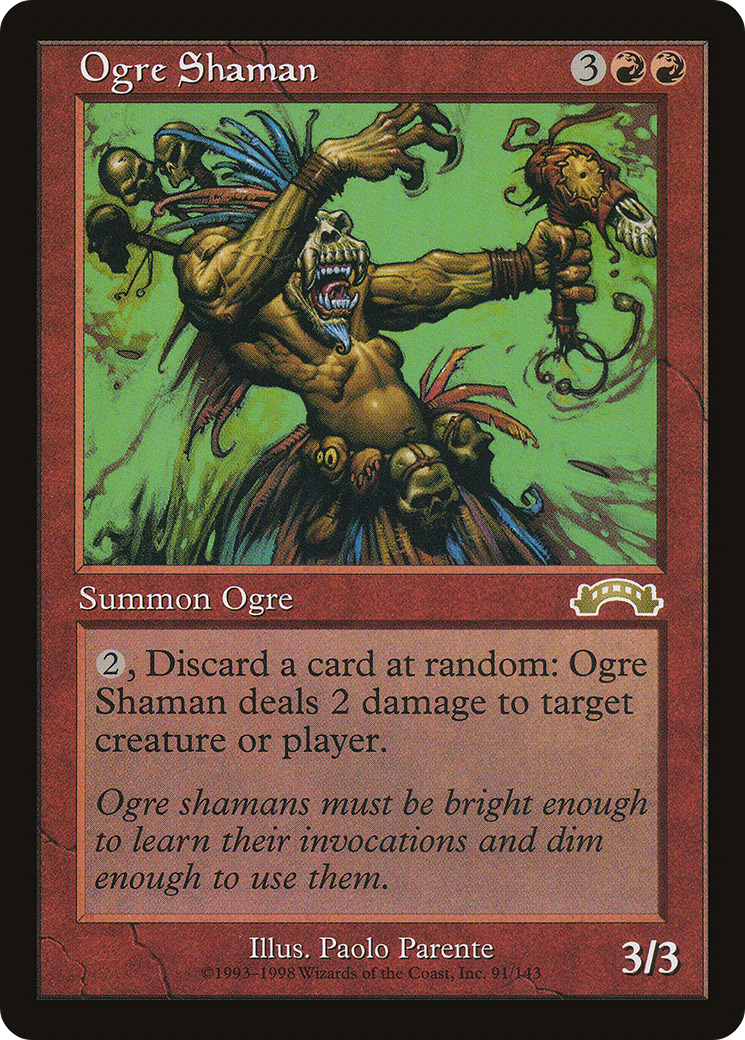 Ogre Shaman 3
Summon Ogre
2, Discard a card at random: Ogre
Shaman deals 2 damage to target
creature or player.
Ogre shamans must be bright enough
to learn their invocations and dim
enough to use them.
Illus. Paolo Parente
©1993–1998 Wizards of the Coast, Inc. 91/143
3/3